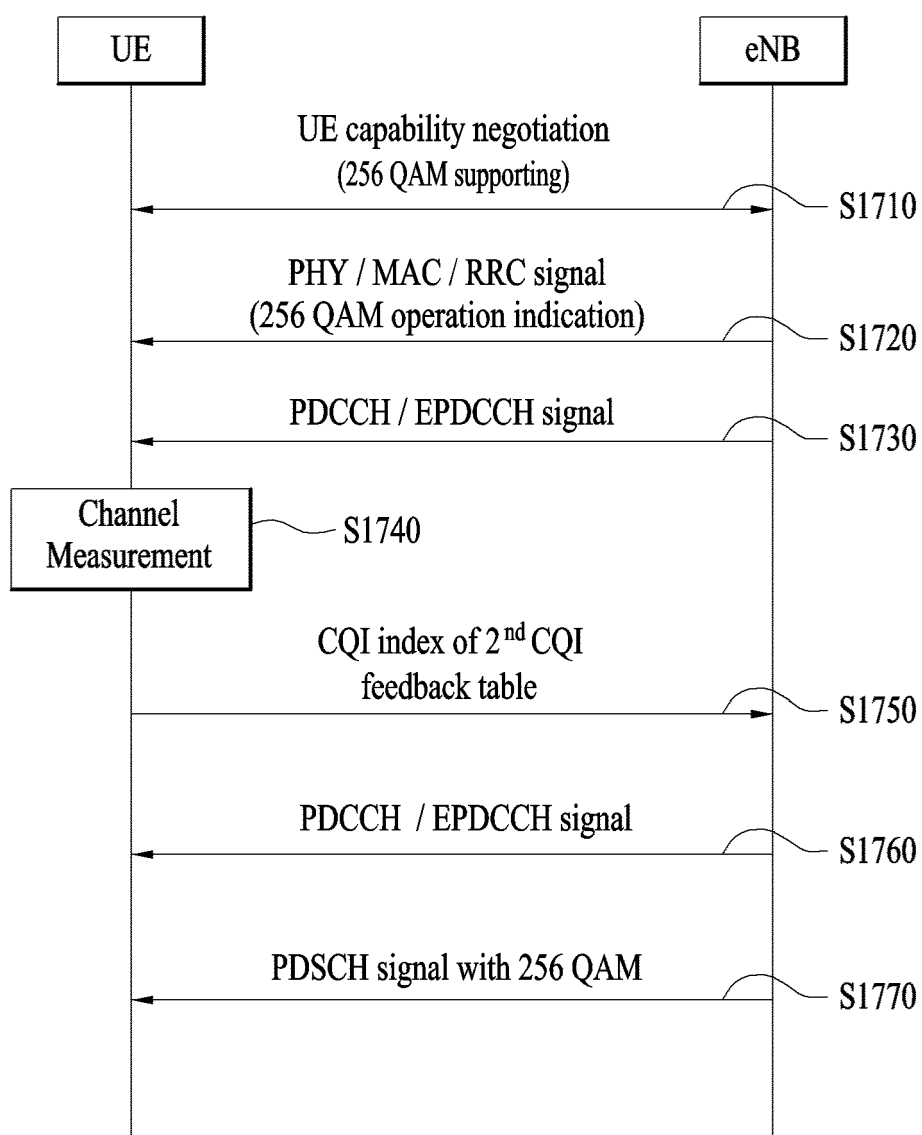 UE
eNB
UE capability negotiation
(256 QAM supporting)
S1710
PHY / MAC / RRC signal
(256 QAM operation indication)
S1720
PDCCH / EPDCCH signal
S1730
Channel
Measurement
S1740
CQI index of 2nd CQI
feedback table
S1750
PDCCH / EPDCCH signal
S1760
PDSCH signal with 256 QAM
S1770